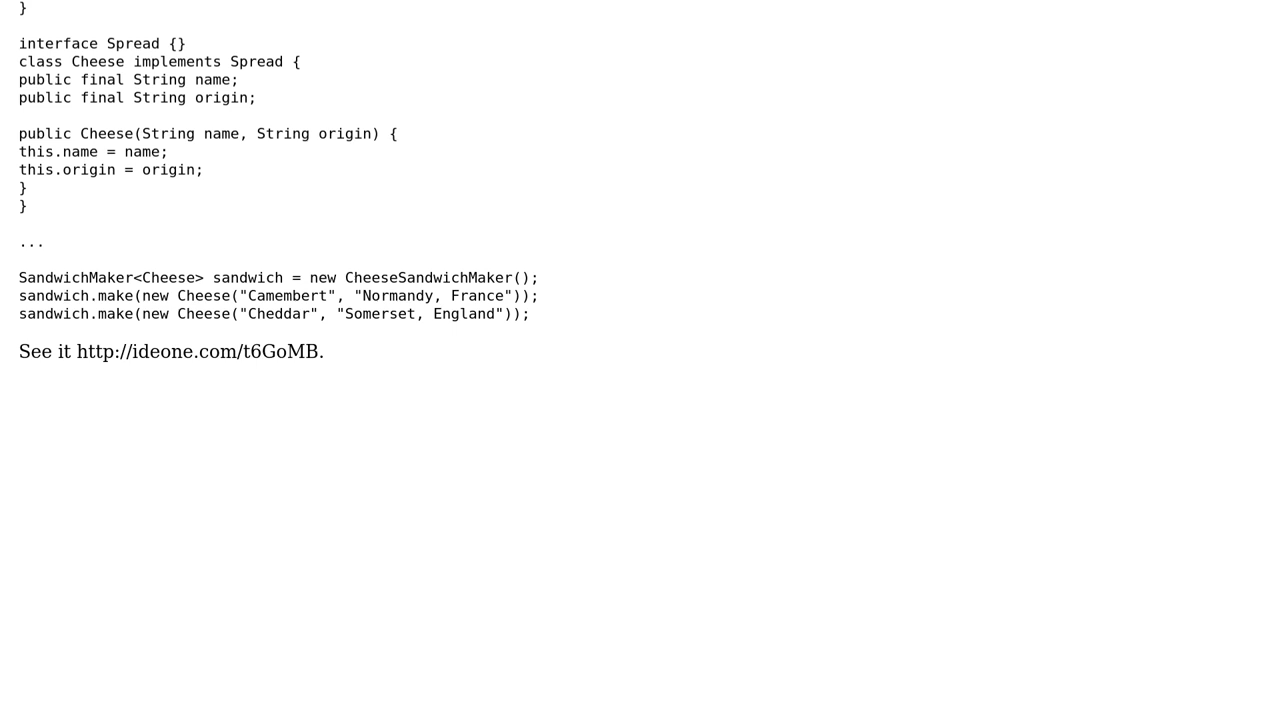 }

interface Spread {}
class Cheese implements Spread {
public final String name;
public final String origin;

public Cheese(String name, String origin) {
this.name = name;
this.origin = origin;
}
}

...

SandwichMaker<Cheese> sandwich = new CheeseSandwichMaker();
sandwich.make(new Cheese("Camembert", "Normandy, France"));
sandwich.make(new Cheese("Cheddar", "Somerset, England"));

See it http://ideone.com/t6GoMB.